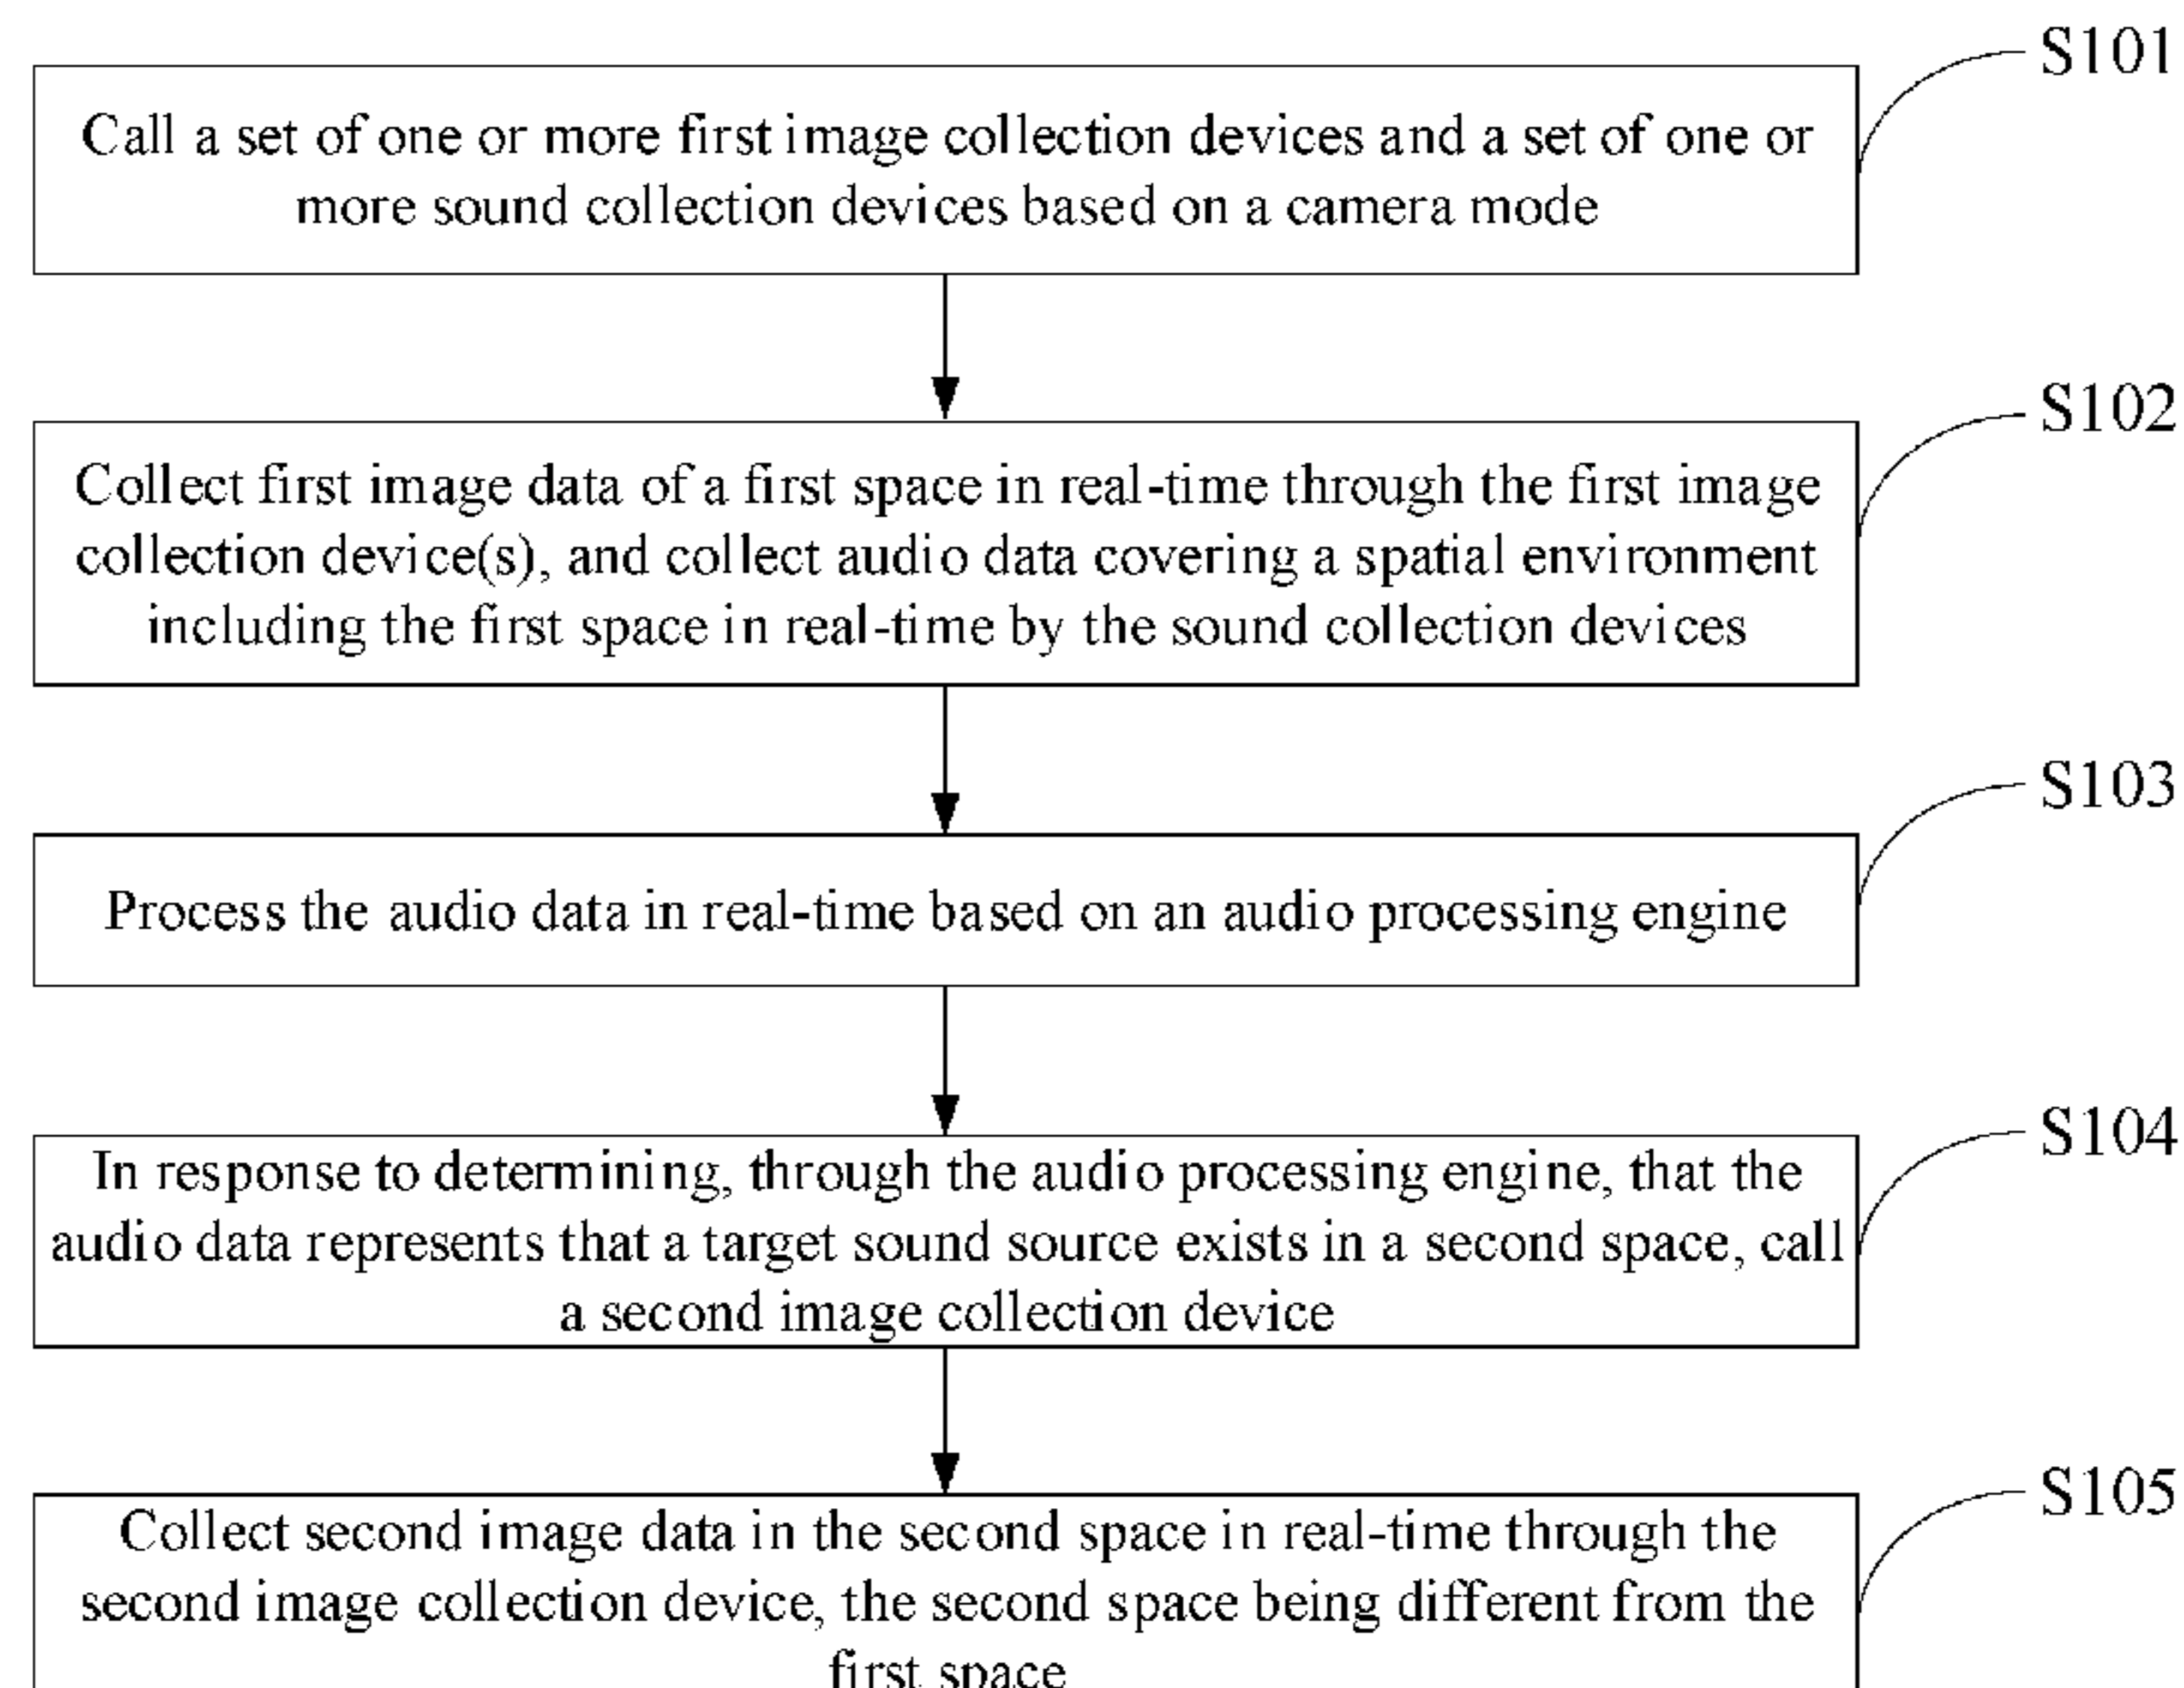 S101
Call a set of one or more first image collection devices and a set of one or
more sound collection devices based on a camera mode
S102
Collect first image data of a first space in real-time through the first image
collection device(s), and collect audio data covering a spatial environment
including the first space in real-time by the sound collection devices
S103
Process the audio data in real-time based on an audio processing engine
S104
In response to determining, through the audio processing engine, that the
audio data represents that a target sound source exists in a second space, call
a second image collection device
S105
Collect second image data in the second space in real-time through the
second image collection device, the second space being different from the
first space